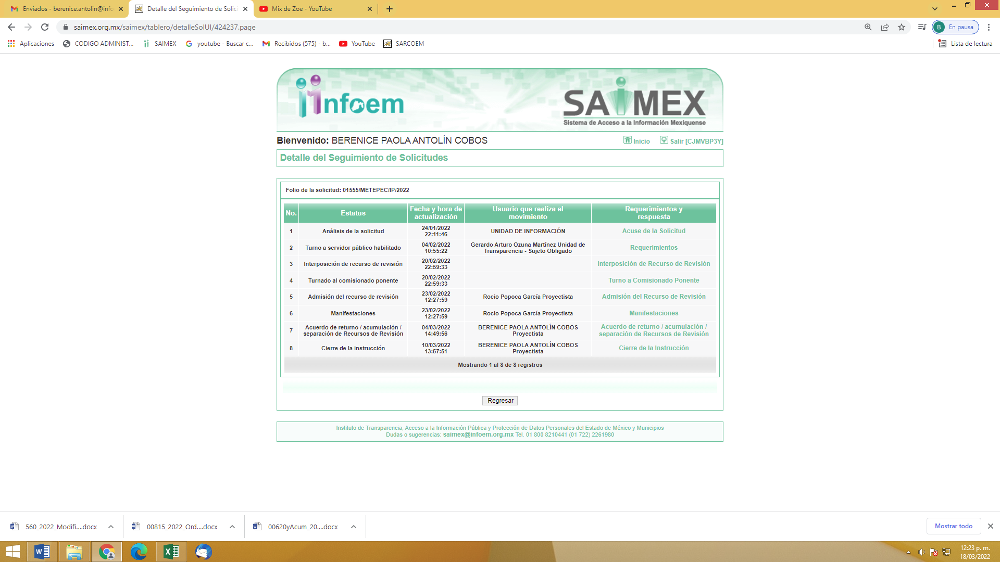 Enviados - berenice.antolin@info
Detalle del Seguimiento de Solic
Mix de Zoe - YouTube
saimex.org.mx/saimex/tablero/detalleSolUI/424237.page
B En pausa
Aplicaciones
CODIGO ADMINIST...
SAIMEX
youtube - Buscar c...
Recibidos (575) - b...
YouTube
SARCOEM
Lista de lectura
infoem
SAIMEX
Sistema de Acceso a la Información Mexiquense
Bienvenido: BERENICE PAOLA ANTOLÍN COBOS
Inicio
Salir [CJMVBP3Y]
Detalle del Seguimiento de Solicitudes
Folio de la solicitud: 01555/METEPEC/IP/2022
No. Estatus Fecha y hora de actualización Usuario que realiza el movimiento Requerimientos y respuesta
1 Análisis de la solicitud 24/01/2022 22:11:46 UNIDAD DE INFORMACIÓN Acuse de la Solicitud
2 Turno a servidor público habilitado 04/02/2022 10:55:22 Gerardo Arturo Ozuna Martínez Unidad de Transparencia - Sujeto Obligado Requerimientos
3 Interposición de recurso de revisión 20/02/2022 22:59:33 Interposición de Recurso de Revisión
4 Turnado al comisionado ponente 20/02/2022 22:59:33 Turno a Comisionado Ponente
5 Admisión del recurso de revisión 23/02/2022 12:27:59 Rocio Popoca García Proyectista Admisión del Recurso de Revisión
6 Manifestaciones 23/02/2022 12:27:59 Rocio Popoca García Proyectista Manifestaciones
7 Acuerdo de returno / acumulación / separación de Recursos de Revisión 04/03/2022 14:49:56 BERENICE PAOLA ANTOLÍN COBOS Proyectista Acuerdo de returno / acumulación / separación de Recursos de Revisión
8 Cierre de la instrucción 10/03/2022 13:57:51 BERENICE PAOLA ANTOLÍN COBOS Proyectista Cierre de la Instrucción
Mostrando 1 al 8 de 8 registros
Regresar
Instituto de Transparencia, Acceso a la Información Pública y Protección de Datos Personales del Estado de México y Municipios
Dudas o sugerencias: saimex@infoem.org.mx Tel. 01 800 8210441 (01 722) 2261980
560_2022_Modifi....docx
00815_2022_Ord....docx
00620yAcum_20....docx
Mostrar todo
12:23 p. m.
18/03/2022